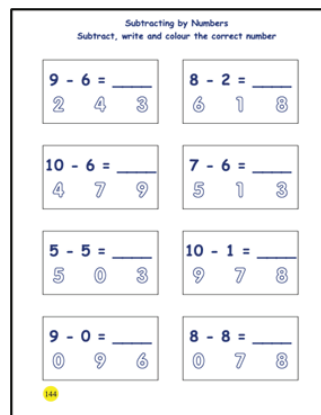 Subtracting by Numbers
Subtract, write and colour the correct number
9 - 6 = ____
2 4 3
8 - 2 = ____
6 1 8
10 - 6 = ____
4 7 9
7 - 6 = ____
5 1 3
5 - 5 = ____
5 0 3
10 - 1 = ____
9 7 8
9 - 0 = ____
0 9 6
8 - 8 = ____
0 7 8
144